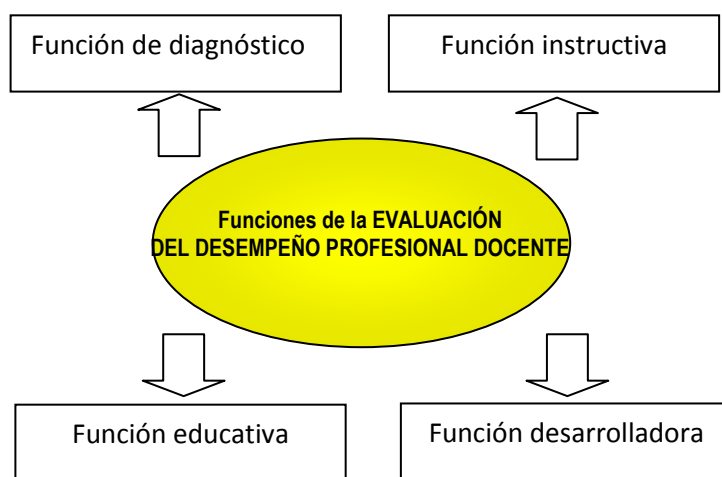 Función de diagnóstico
Función instructiva
Funciones de la EVALUACIÓN
DEL DESEMPEÑO PROFESIONAL DOCENTE
Función educativa
Función desarrolladora